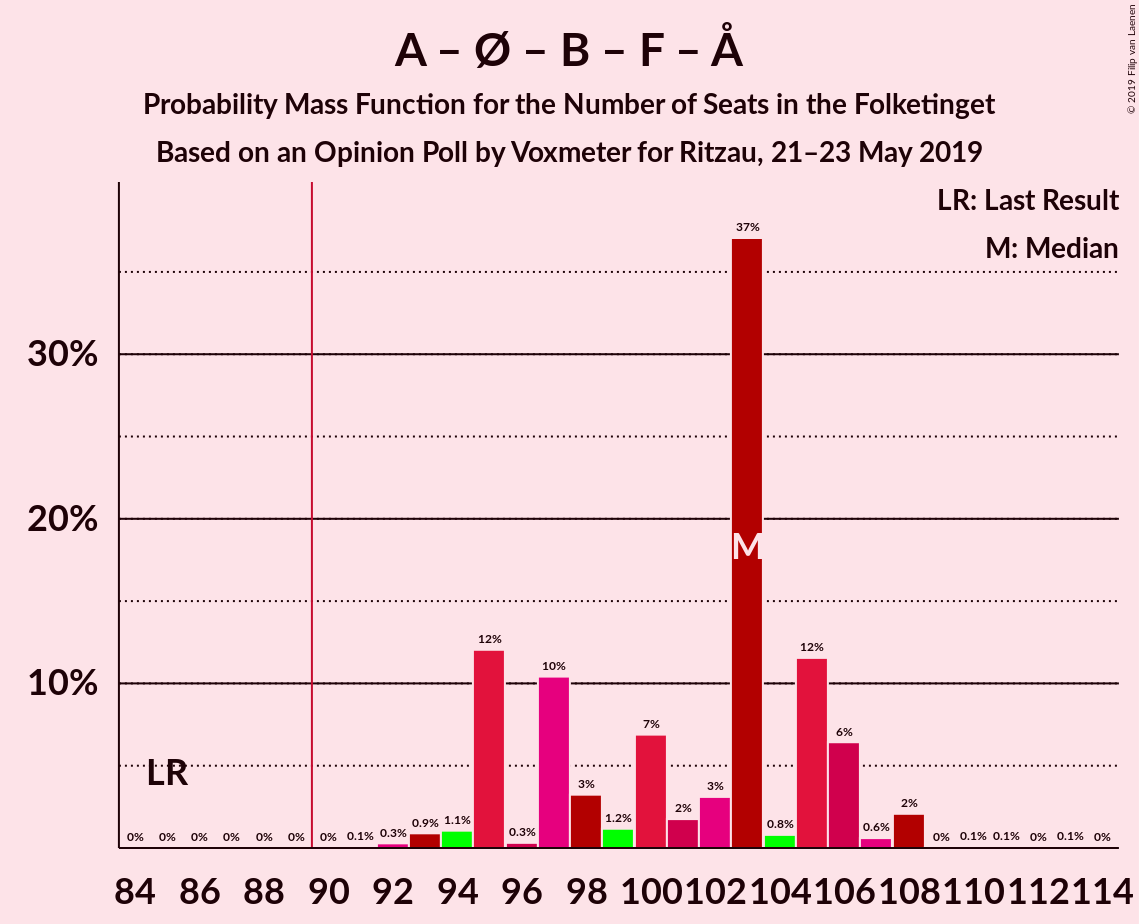 A – Ø – B – F – Å
Probability Mass Function for the Number of Seats in the Folketinget
Based on an Opinion Poll by Voxmeter for Ritzau, 21–23 May 2019
© 2019 Filip van Laenen
LR: Last Result
M: Median
37%
30%
20%
M
12%
12%
10%
10%
7%
6%
LR
3%
3%
2%
2%
0% 0% 0% 0% 0% 0% 0% 0.1% 0.3% 0.9% 1.1% 0.3% 1.2% 0.8% 0.6% 0% 0.1% 0.1% 0% 0.1% 0%
84 86 88 90 92 94 96 98 100 102 104 106 108 110 112 114